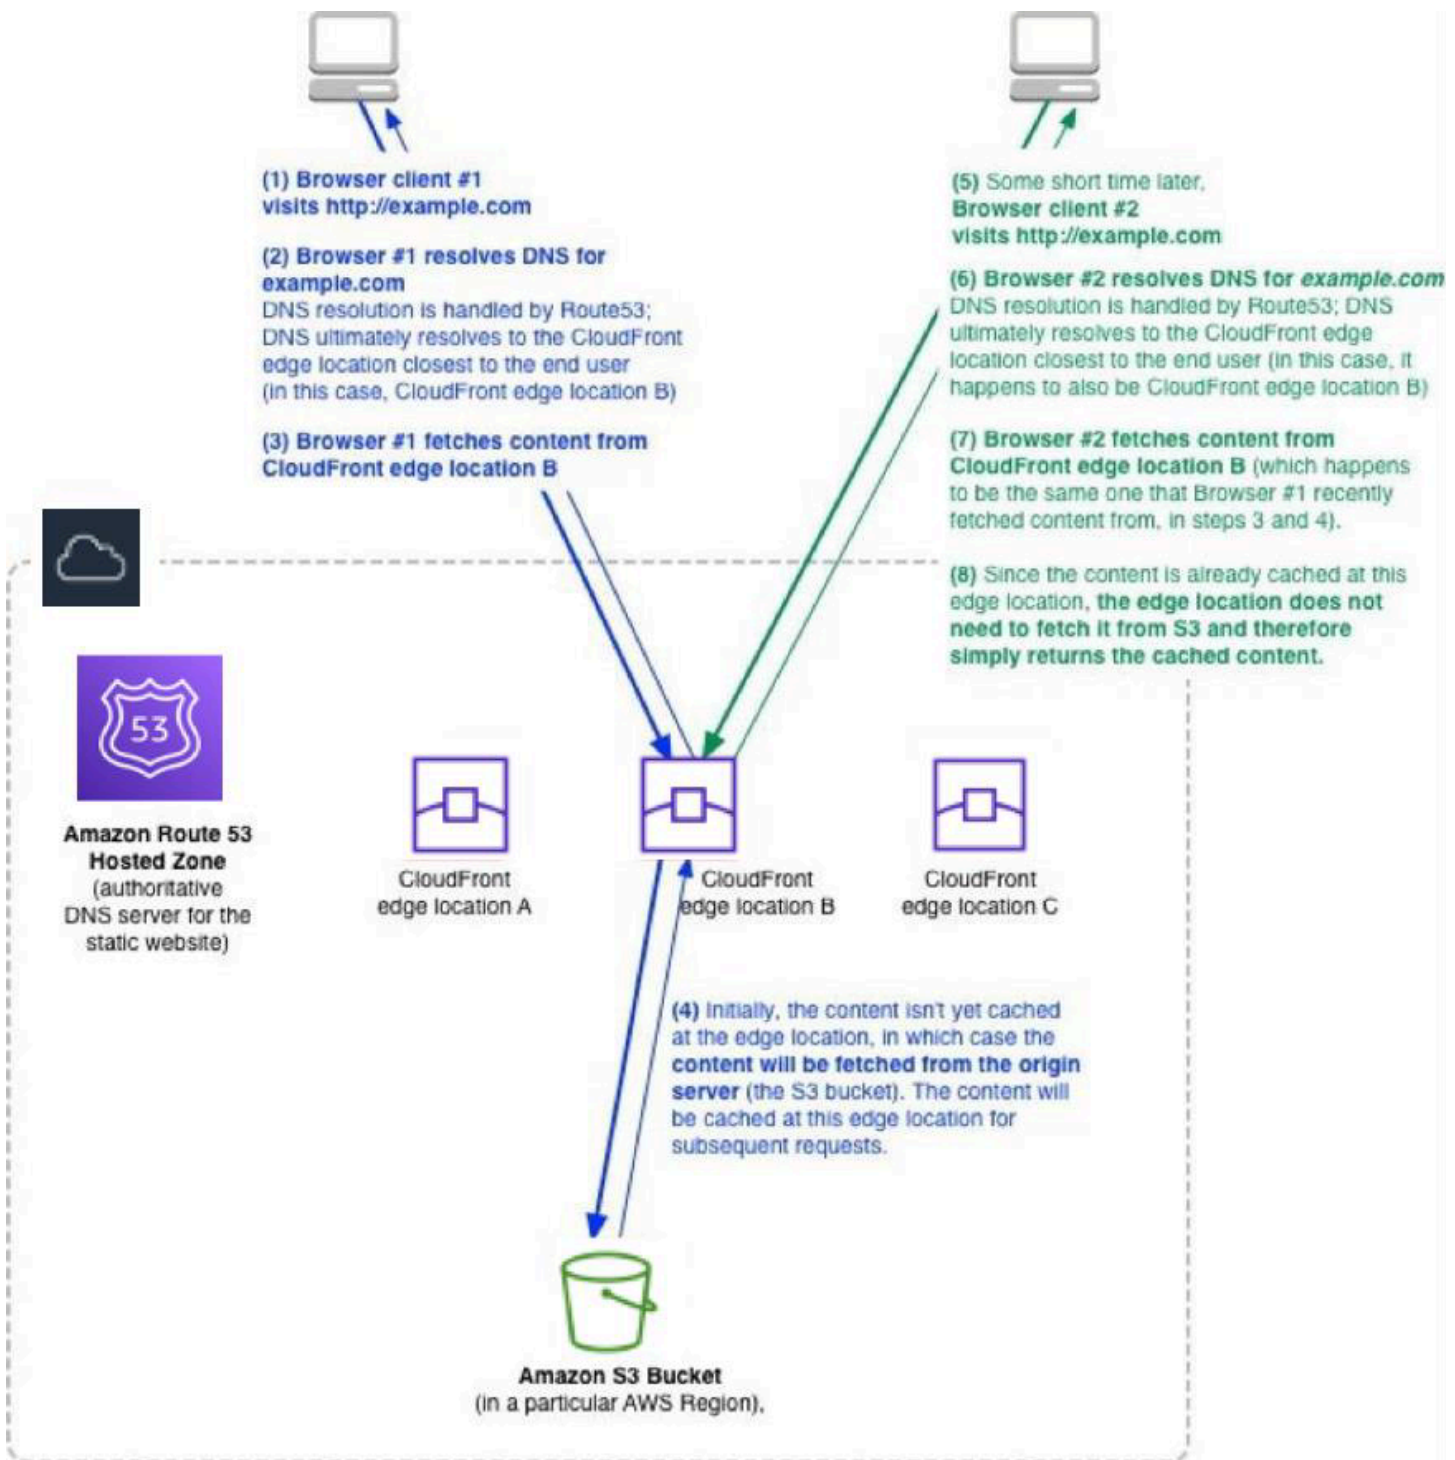 (1) Browser client #1
visits http://example.com
(2) Browser #1 resolves DNS for
example.com
DNS resolution is handled by Route53;
DNS ultimately resolves to the CloudFront
edge location closest to the end user
(in this case, CloudFront edge location B)
(3) Browser #1 fetches content from
CloudFront edge location B
(5) Some short time later,
Browser client #2
visits http://example.com
(6) Browser #2 resolves DNS for example.com
DNS resolution is handled by Route53; DNS
ultimately resolves to the CloudFront edge
location closest to the end user (in this case, it
happens to also be CloudFront edge location B)
(7) Browser #2 fetches content from
CloudFront edge location B (which happens
to be the same one that Browser #1 recently
fetched content from, in steps 3 and 4).
(8) Since the content is already cached at this
edge location, the edge location does not
need to fetch it from S3 and therefore
simply returns the cached content.
53
Amazon Route 53
Hosted Zone
(authoritative
DNS server for the
static website)
CloudFront
edge location A
CloudFront
edge location B
CloudFront
edge location C
(4) Initially, the content isn't yet cached
at the edge location, in which case the
content will be fetched from the origin
server (the S3 bucket). The content will
be cached at this edge location for
subsequent requests.
Amazon S3 Bucket
(in a particular AWS Region),